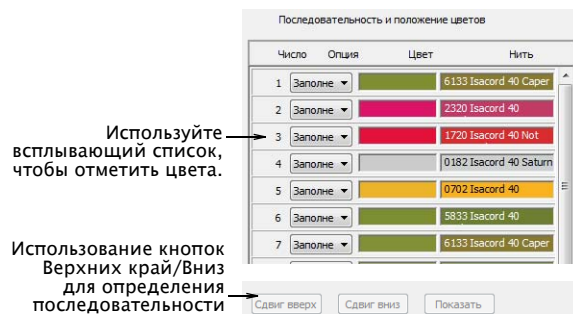 Последовательность и положение цветов
Число Опция Цвет Нить
1 Заполне 6133 Isacord 40 Caper
2 Заполне 2320 Isacord 40
3 Заполне 1720 Isacord 40 Not
4 Заполне 0182 Isacord 40 Saturn
5 Заполне 0702 Isacord 40
6 Заполне 5833 Isacord 40
7 Заполне 6133 Isacord 40 Caper
Используйте
всплывающий список,
чтобы отметить цвета.
Использование кнопок
Верхних край/Вниз
для определения
последовательности
Сдвиг вверх Сдвиг вниз Показать